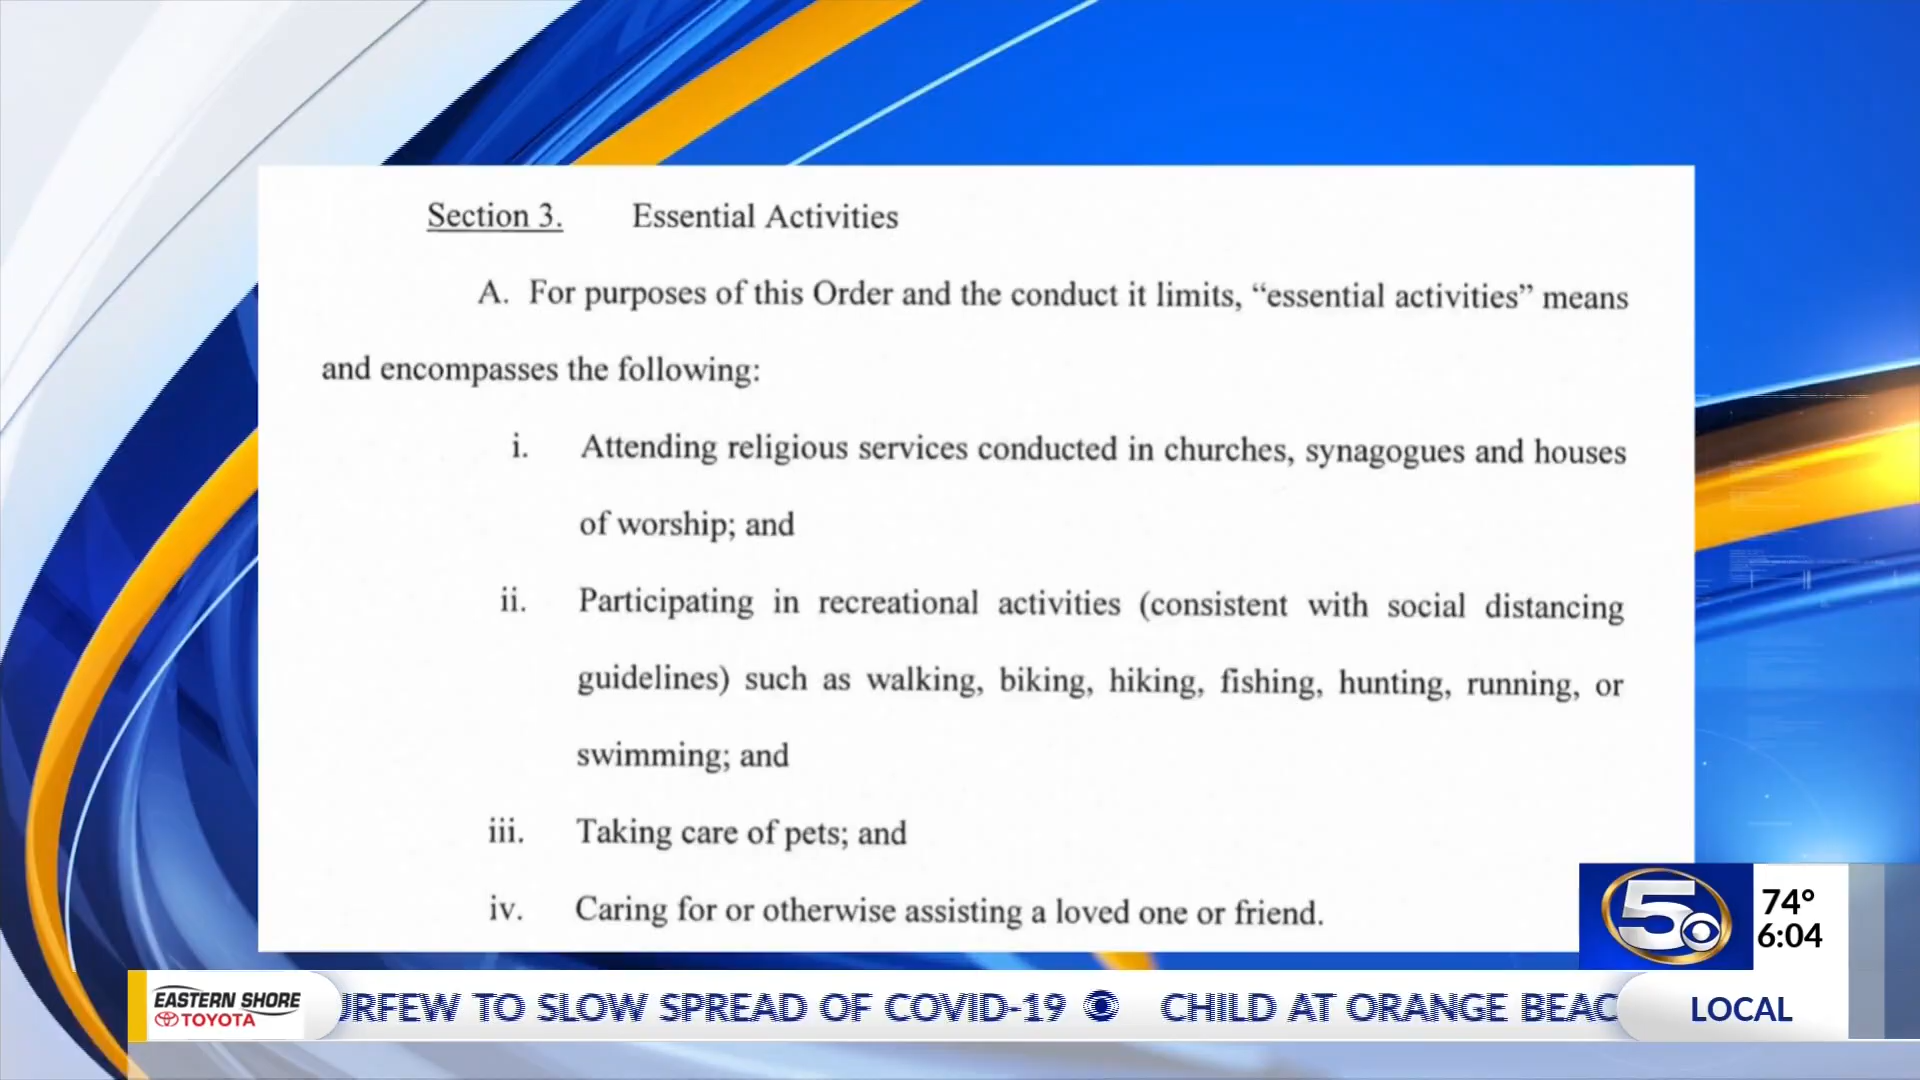 Section 3. Essential Activities
A. For purposes of this Order and the conduct it limits, “essential activities” means
and encompasses the following:
i. Attending religious services conducted in churches, synagogues and houses
of worship; and
ii. Participating in recreational activities (consistent with social distancing
guidelines) such as walking, biking, hiking, fishing, hunting, running, or
swimming; and
iii. Taking care of pets; and
iv. Caring for or otherwise assisting a loved one or friend.
5
74°
6:04
EASTERN SHORE
TOYOTA
URFEW TO SLOW SPREAD OF COVID-19 CHILD AT ORANGE BEAC
LOCAL